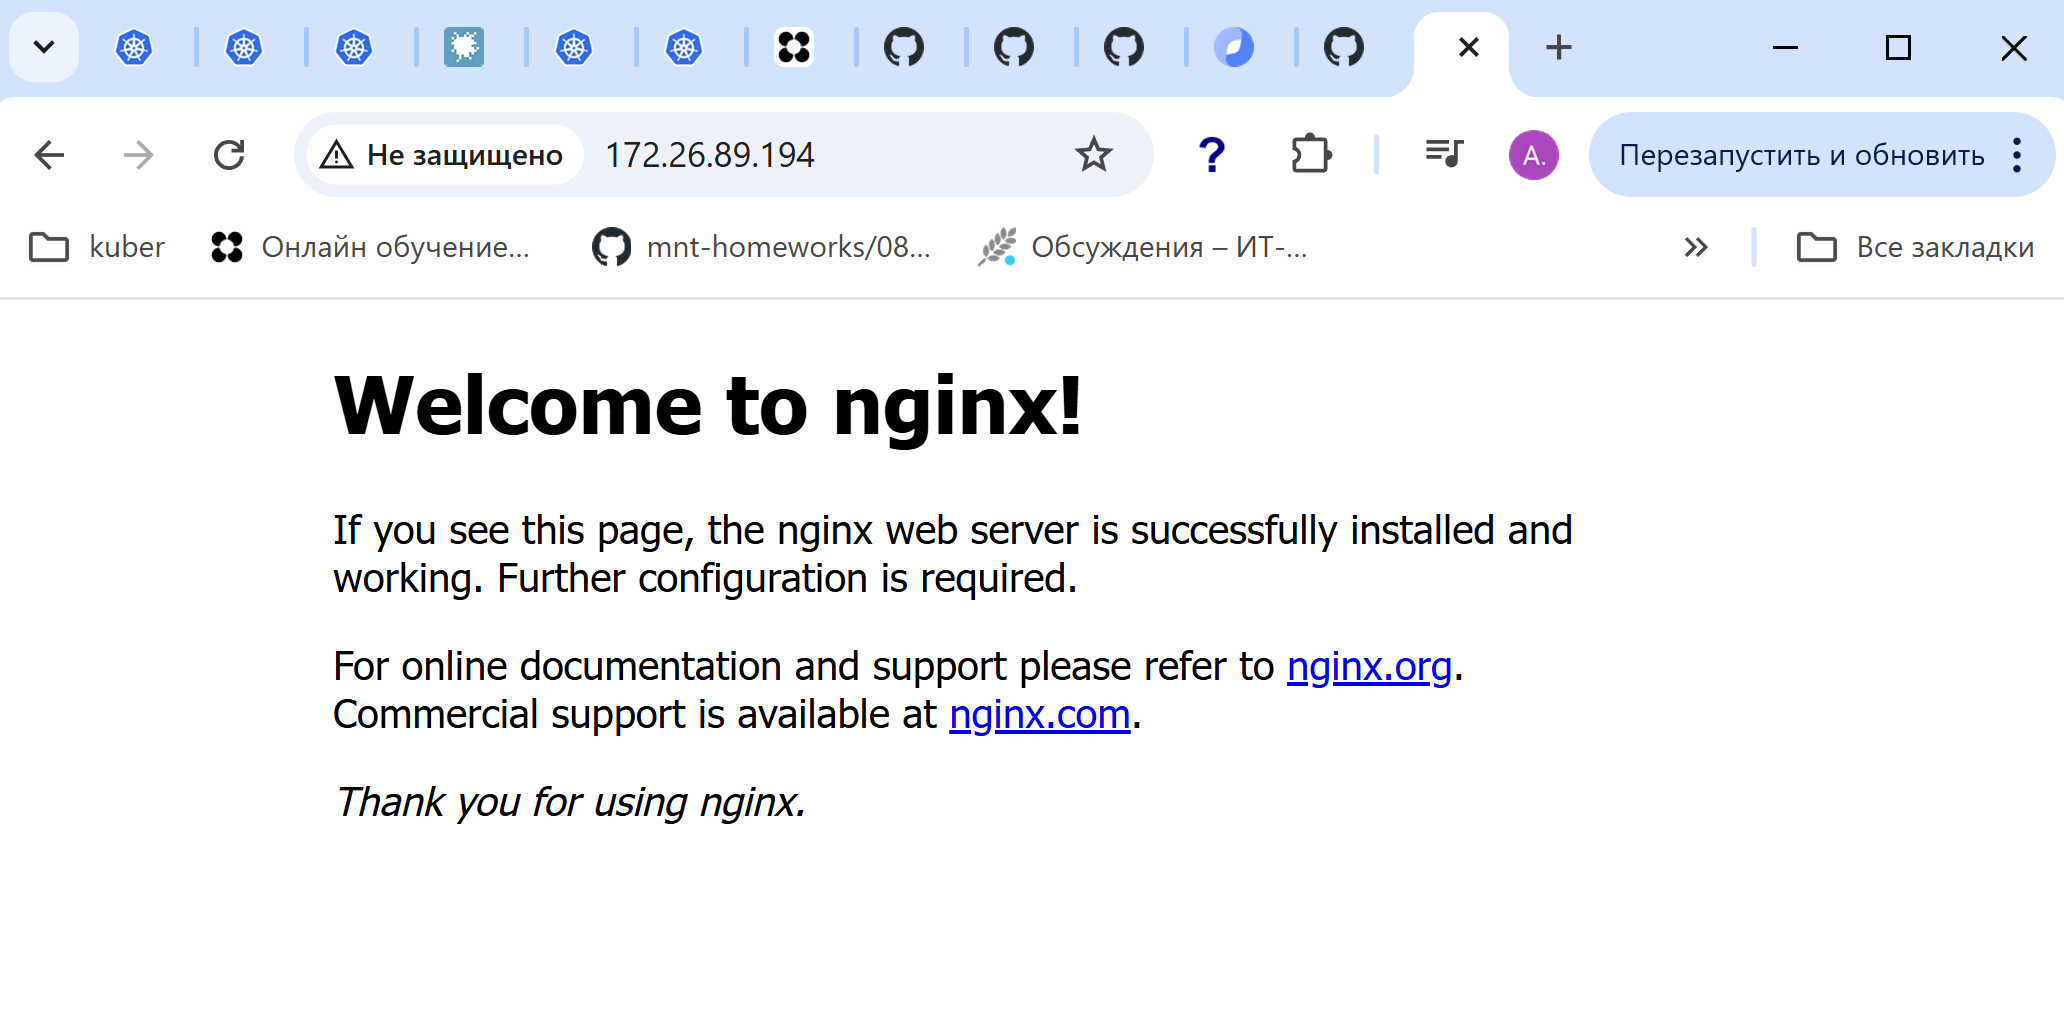 Не защищено 172.26.89.194 ? A. Перезапустить и обновить
kuber Онлайн обучение... mnt-homeworks/08... Обсуждения – ИТ-... Все закладки
Welcome to nginx!
If you see this page, the nginx web server is successfully installed and
working. Further configuration is required.
For online documentation and support please refer to nginx.org.
Commercial support is available at nginx.com.
Thank you for using nginx.